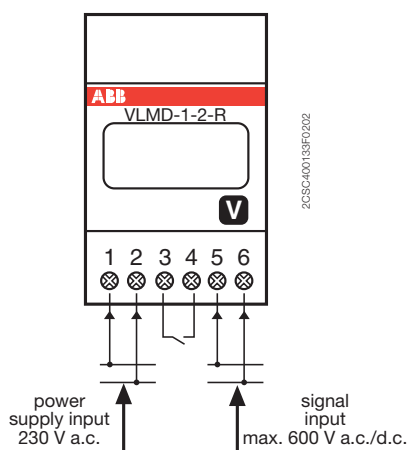 ABB
VLMD-1-2-R
V
1 2 3 4 5 6
power
supply input
230 V a.c.
signal
input
max. 600 V a.c./d.c.
2CSC400133F0202